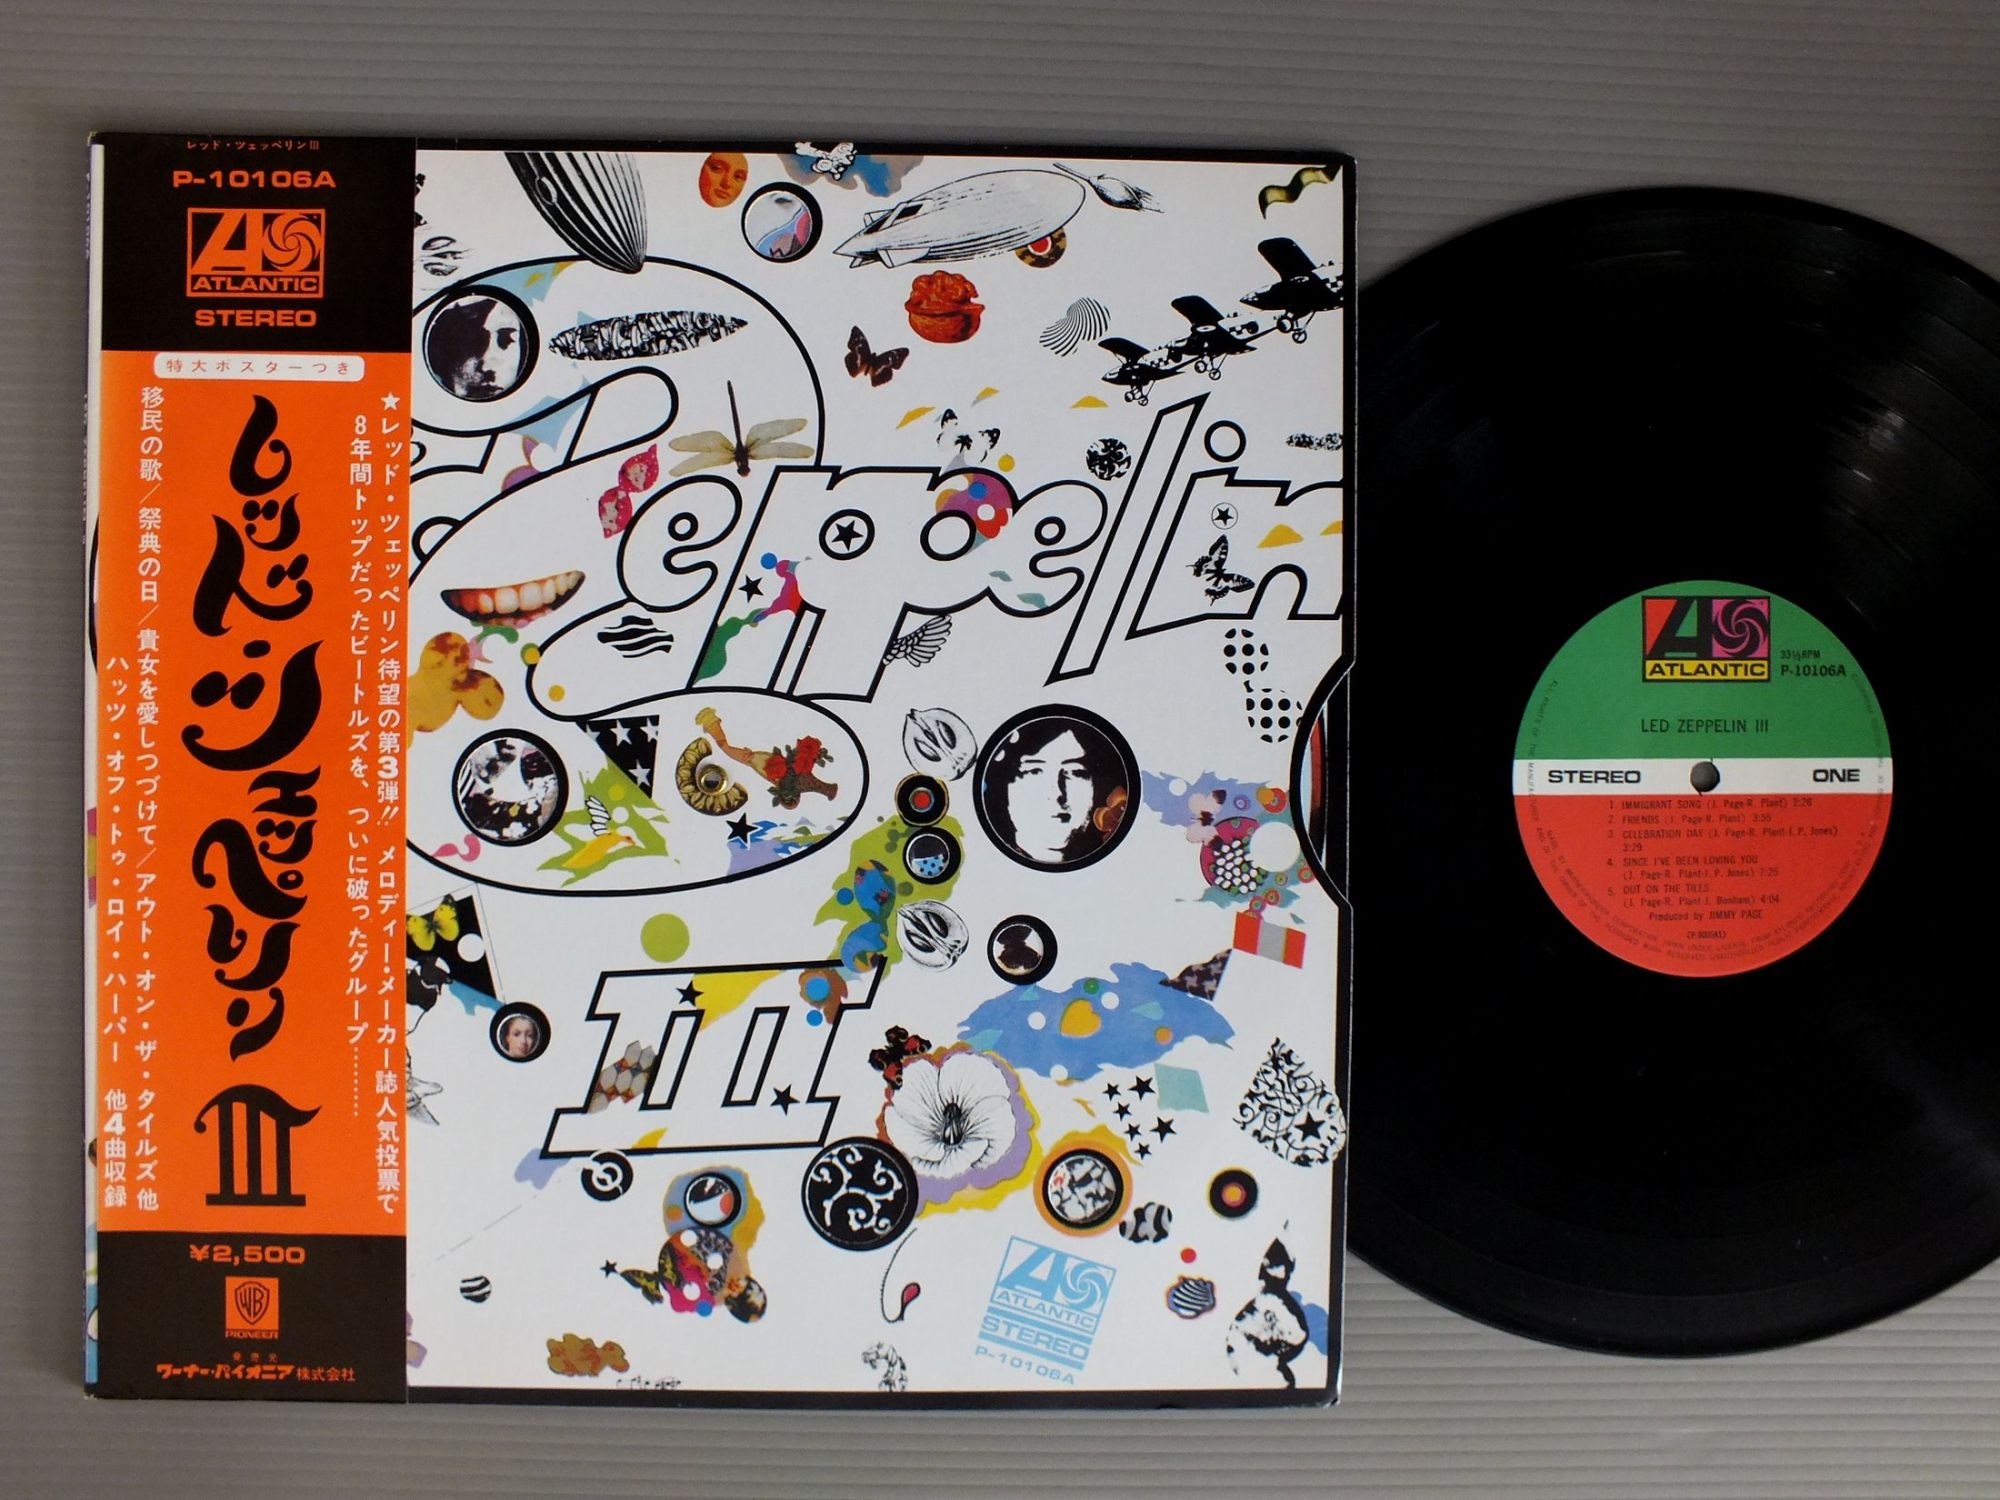 レッド・ツェッペリン III
P-10106A
ATLANTIC
STEREO
特大ポスターつき
★レッド・ツェッペリン待望の第3弾!! メロディー・メーカー誌人気投票で
8年間トップだったビートルズを、ついに破ったグループ………
レッド・ツェッペリン III
移民の歌/祭典の日/貴女を愛しつづけて/アウト・オン・ザ・タイルズ 他
ハッツ・オフ・トゥ・ロイ・ハーパー 他4曲収録
¥2,500
WB
PIONEER
発売元
ワーナー・パイオニア株式会社
Led
Zeppelin
III
ATLANTIC
STEREO
P-10106A
ATLANTIC
33⅓ RPM
P-10106A
LED ZEPPELIN III
STEREO
ONE
1. IMMIGRANT SONG (J. Page-R. Plant) 2:26
2. FRIENDS (J. Page-R. Plant) 3:55
3. CELEBRATION DAY (J. Page-R. Plant-J. P. Jones)
3:29
4. SINCE I'VE BEEN LOVING YOU
(J. Page-R. Plant-J. P. Jones) 7:25
5. OUT ON THE TILES
(J. Page-R. Plant-J. Bonham) 4:04
Produced by JIMMY PAGE